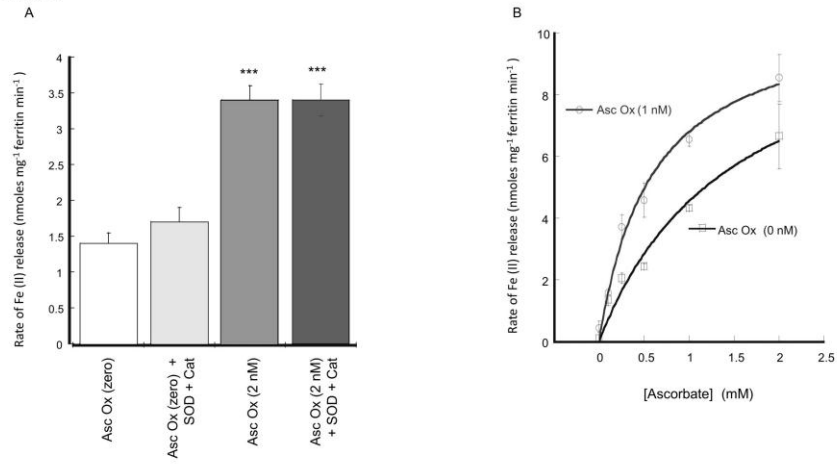 A
Rate of Fe (II) release (nmoles mg⁻¹ ferritin min⁻¹)
4
3.5
3
2.5
2
1.5
1
0.5
0
***
***
Asc Ox (zero)
Asc Ox (zero) +
SOD + Cat
Asc Ox (2 nM)
Asc Ox (2 nM)
+ SOD + Cat
B
Rate of Fe (II) release (nmoles mg⁻¹ ferritin min⁻¹)
10
8
6
4
2
0
Asc Ox (1 nM)
Asc Ox (0 nM)
0
0.5
1
1.5
2
2.5
[Ascorbate] (mM)